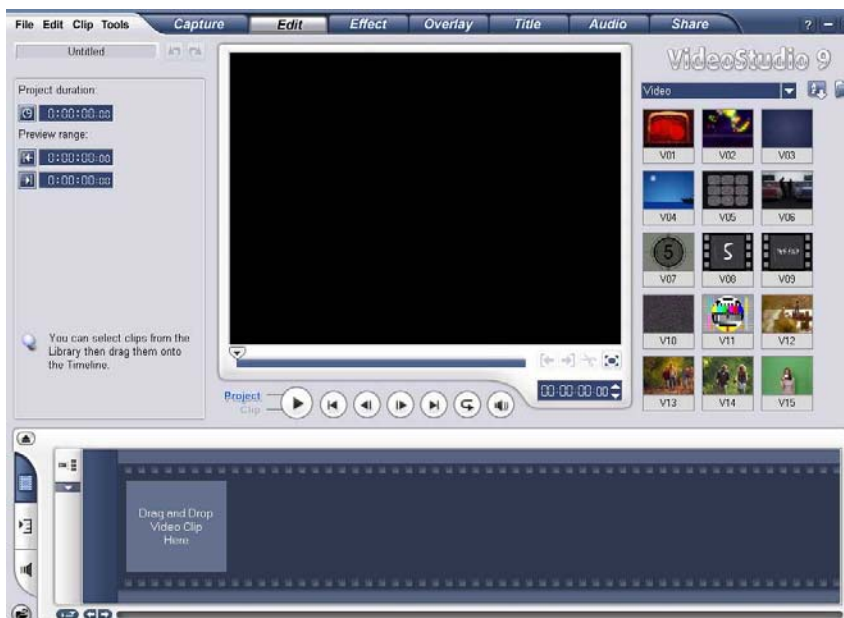 File Edit Clip Tools
Capture
Edit
Effect
Overlay
Title
Audio
Share
? –
Untitled
VideoStudio 9
Project duration:
0:00:00.00
Preview range:
0:00:00:00
0:00:00:00
Video
V01 V02 V03
V04 V05 V06
5 S
V07 V08 V09
V10 V11 V12
V13 V14 V15
You can select clips from the
Library then drag them onto
the Timeline.
Project
Clip
00:00:00:00
Drag and Drop
Video Clip
Here